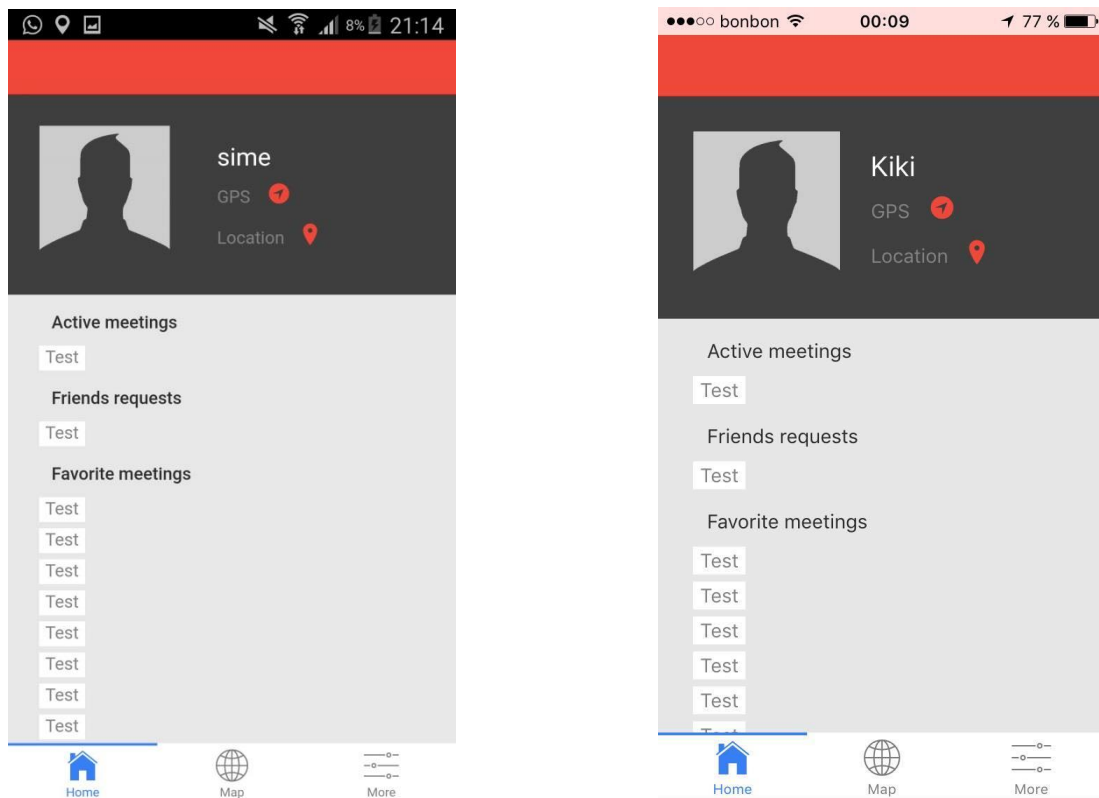 8% 21:14
sime
GPS
Location
Active meetings
Test
Friends requests
Test
Favorite meetings
Test
Test
Test
Test
Test
Test
Test
Test
Home Map More
bonbon 00:09 77 %
Kiki
GPS
Location
Active meetings
Test
Friends requests
Test
Favorite meetings
Test
Test
Test
Test
Test
Home Map More